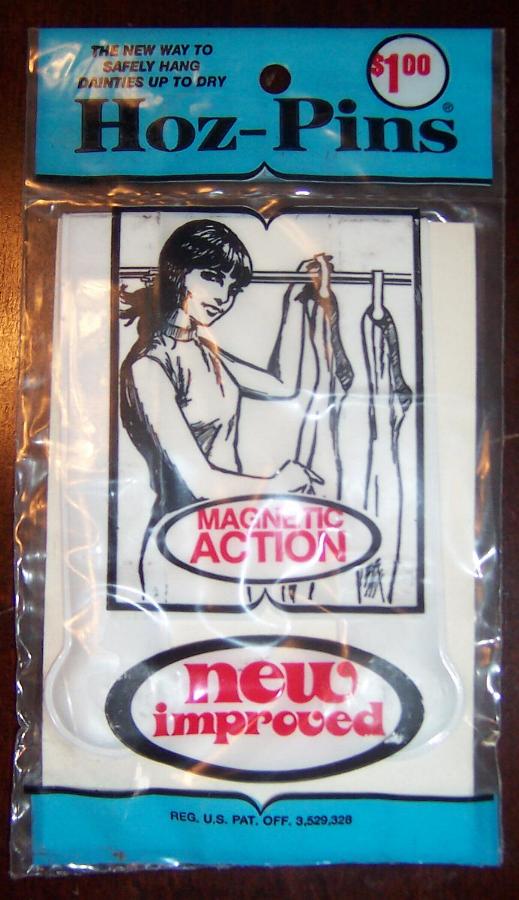 THE NEW WAY TO
SAFELY HANG
DAINTIES UP TO DRY
$1.00
Hoz-Pins®
MAGNETIC
ACTION
new
improved
REG. U.S. PAT. OFF. 3,529,328